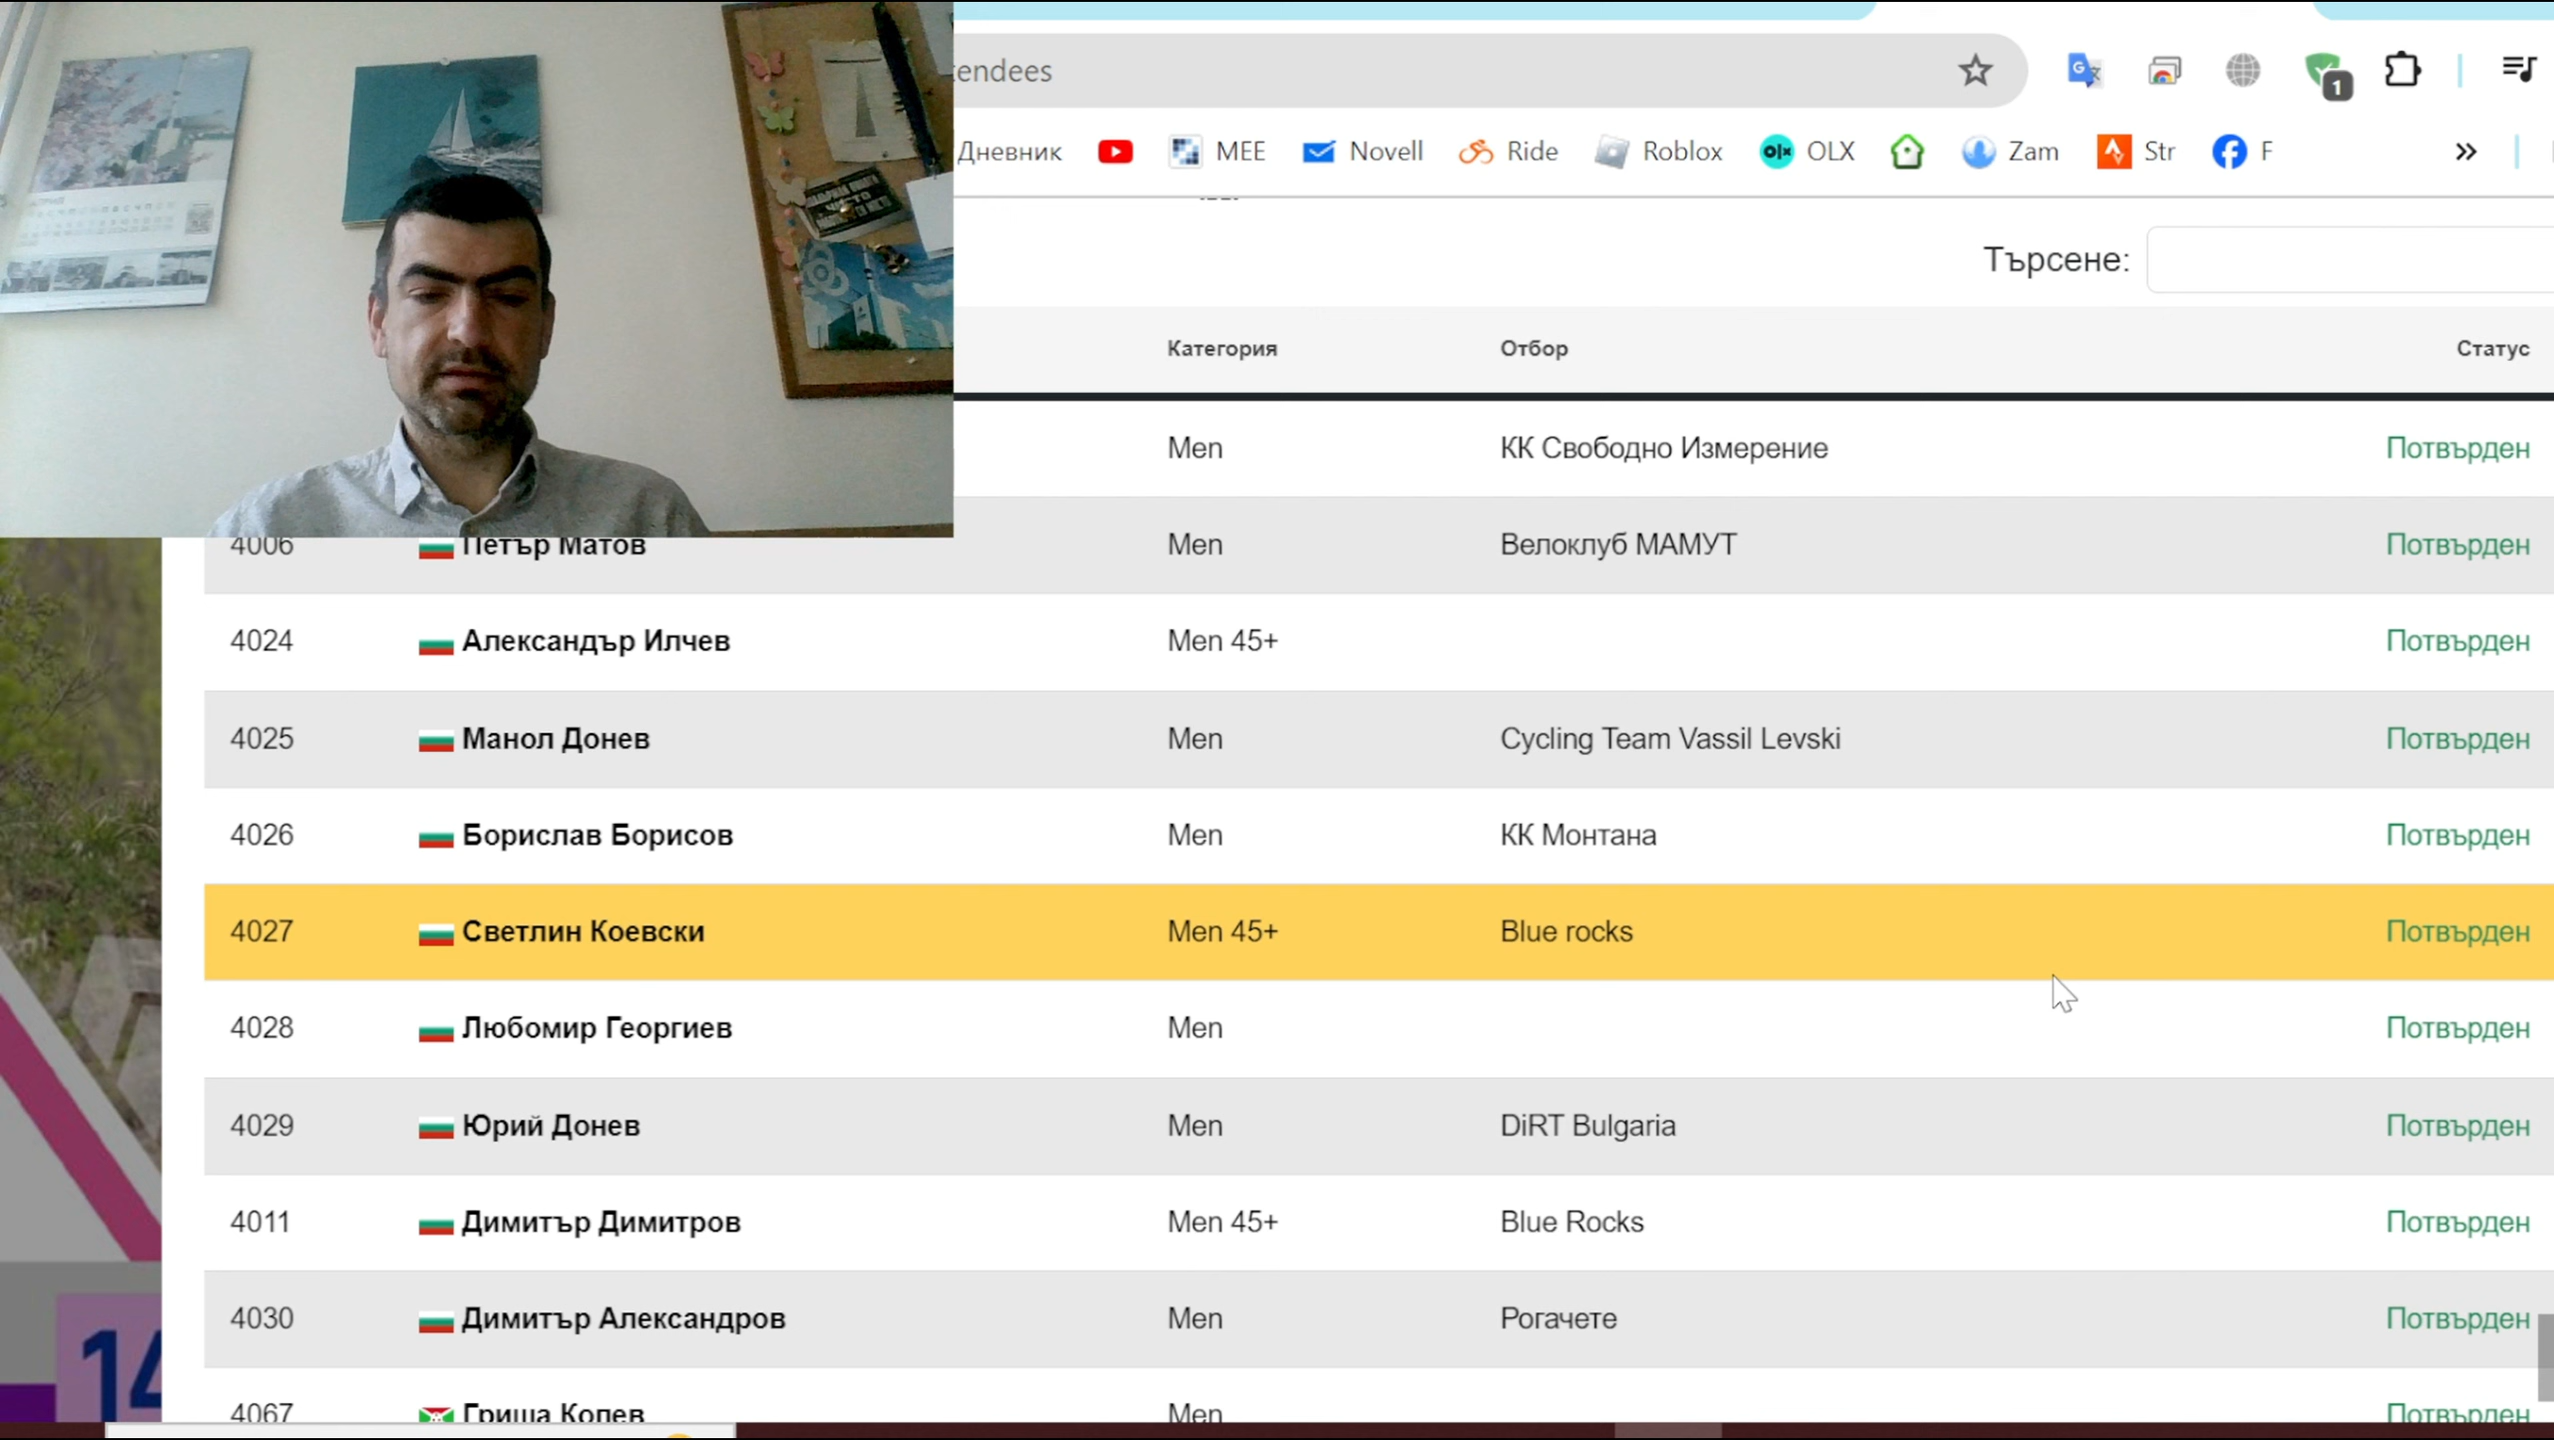 endees
1
Дневник MEE Novell Ride Roblox OLX Zam Str F
Търсене:
Категория Отбор Статус
Men КК Свободно Измерение Потвърден
4006 Петър Матов Men Велоклуб МАМУТ Потвърден
4024 Александър Илчев Men 45+ Потвърден
4025 Манол Донев Men Cycling Team Vassil Levski Потвърден
4026 Борислав Борисов Men КК Монтана Потвърден
4027 Светлин Коевски Men 45+ Blue rocks Потвърден
4028 Любомир Георгиев Men Потвърден
4029 Юрий Донев Men DiRT Bulgaria Потвърден
4011 Димитър Димитров Men 45+ Blue Rocks Потвърден
4030 Димитър Александров Men Рогачете Потвърден
14
4067 Гриша Копев Men Потвърден